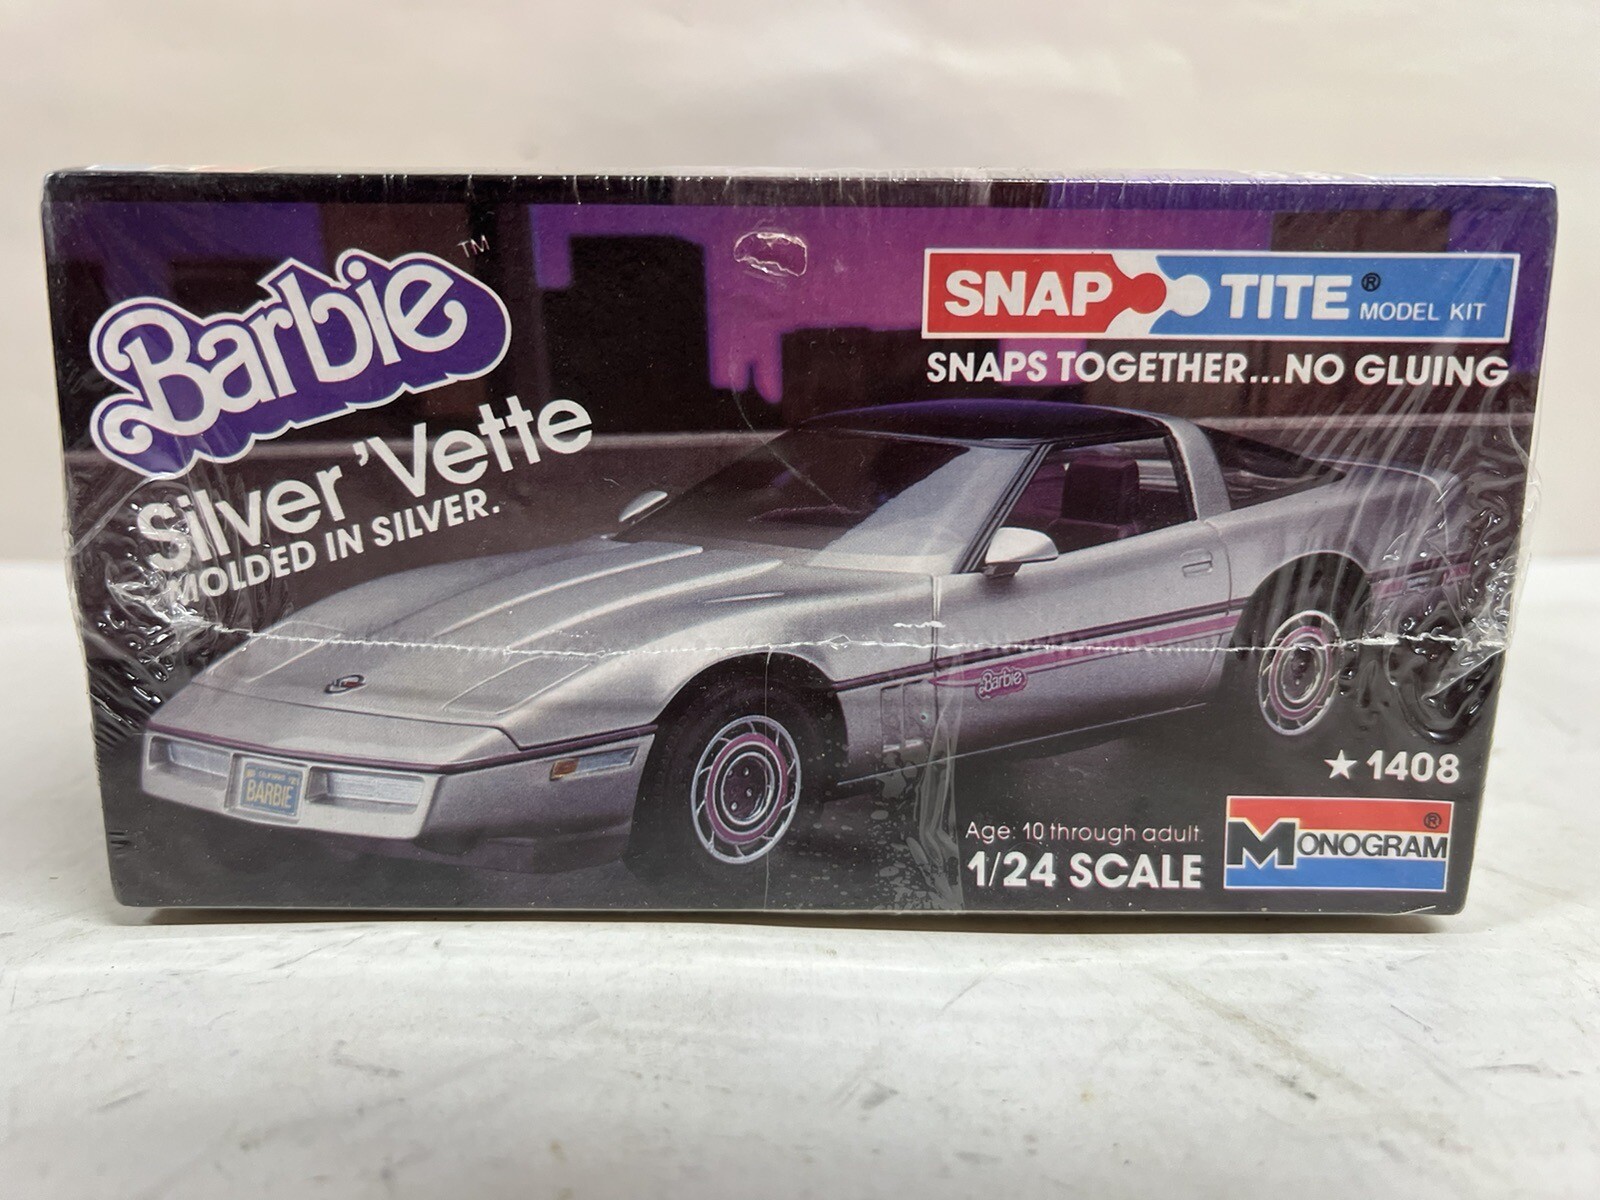 Barbie™
silver 'Vette
MOLDED IN SILVER.
SNAP TITE® MODEL KIT
SNAPS TOGETHER...NO GLUING
Barbie
BARBIE
★ 1408
Age: 10 through adult.
1/24 SCALE
MONOGRAM®